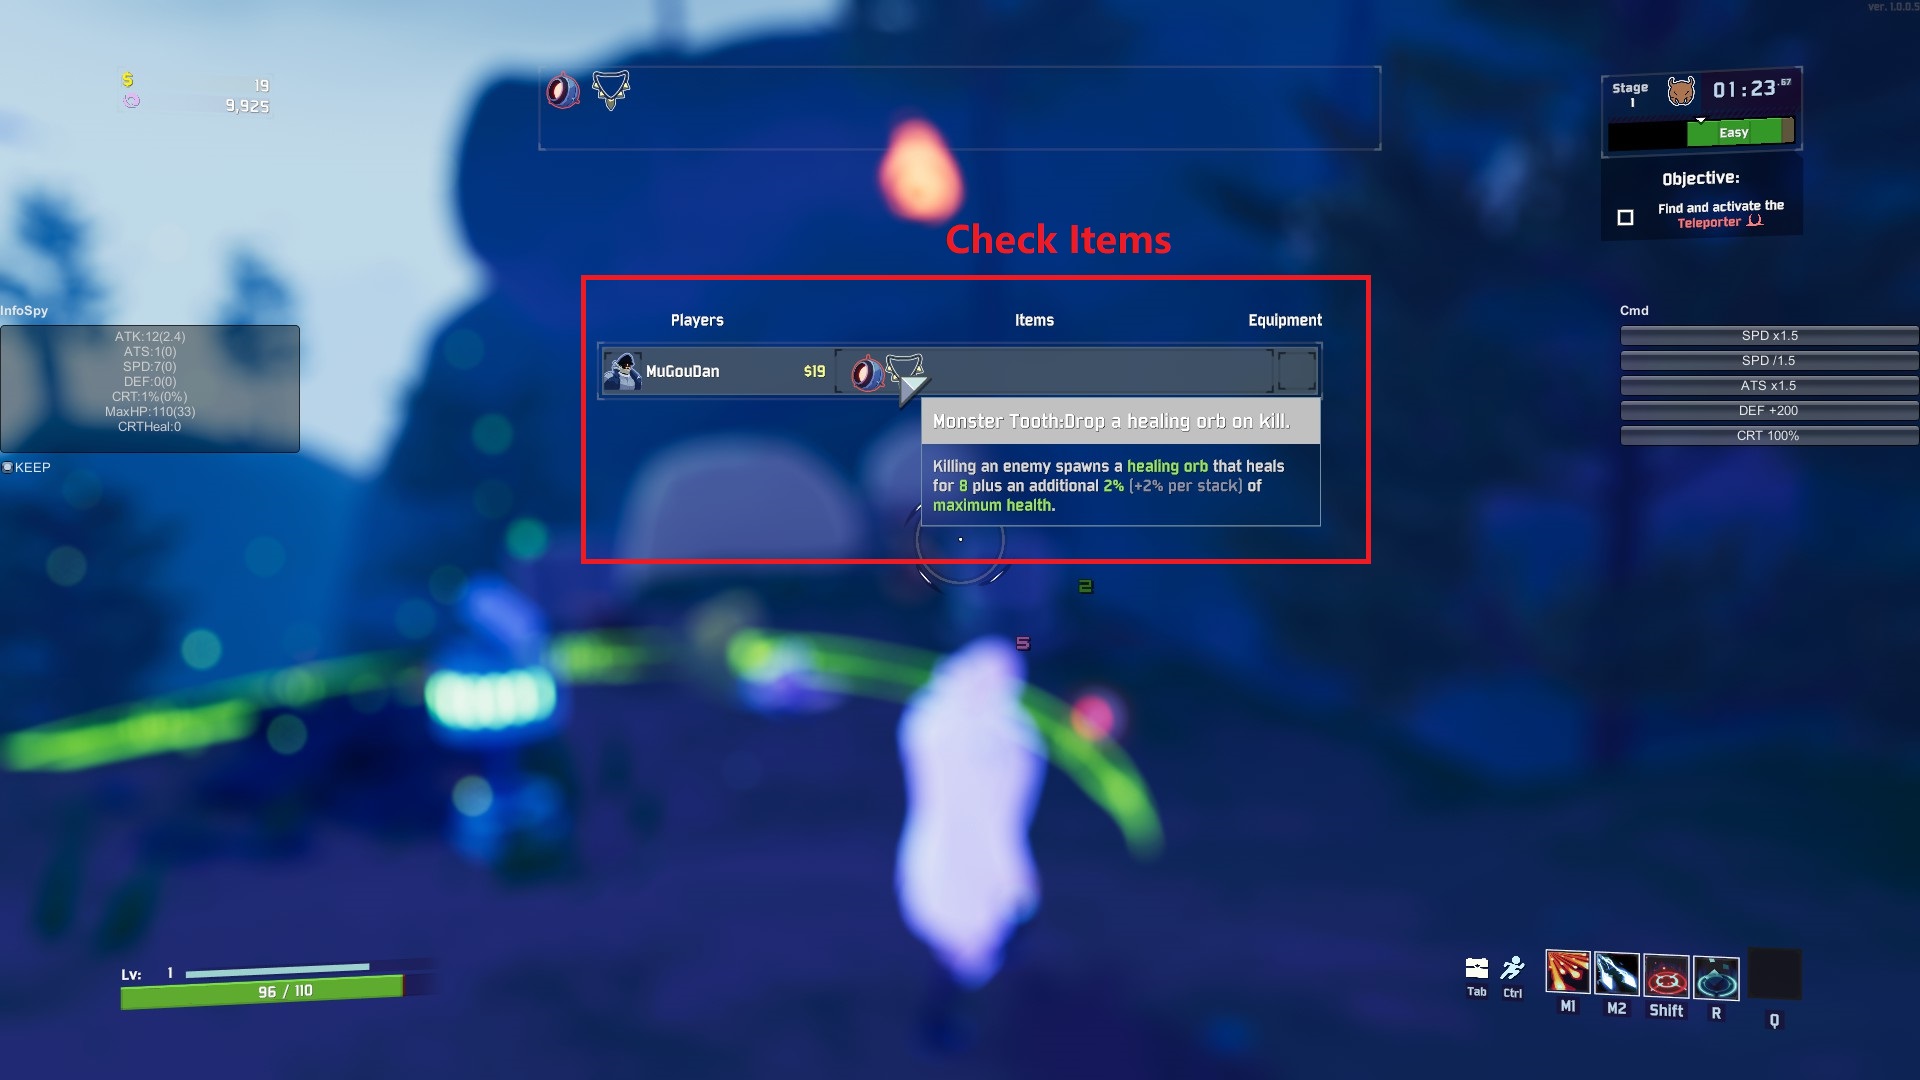 ver. 1.0.0.5
$ 19
9,925
Stage
1
01:23.67
Easy
Objective:
Find and activate the
Teleporter
Check Items
InfoSpy
ATK:12(2.4)
ATS:1(0)
SPD:7(0)
DEF:0(0)
CRT:1%(0%)
MaxHP:110(33)
CRTHeal:0
KEEP
Players
Items
Equipment
MuGouDan
$19
Monster Tooth:Drop a healing orb on kill.
Killing an enemy spawns a healing orb that heals
for 8 plus an additional 2% (+2% per stack) of
maximum health.
Cmd
SPD x1.5
SPD /1.5
ATS x1.5
DEF +200
CRT 100%
2
5
Lv: 1
96 / 110
Tab
Ctrl
M1
M2
Shift
R
Q